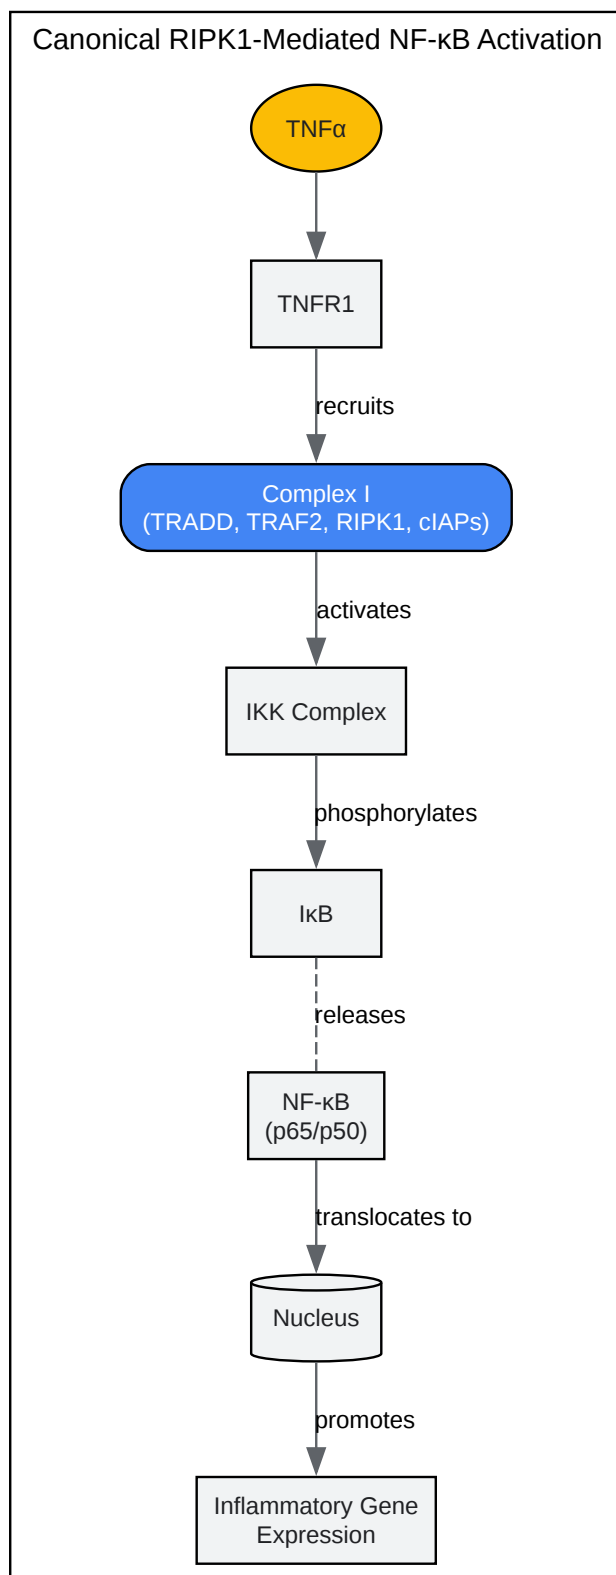 Canonical RIPK1-Mediated NF-κB Activation
TNFα
TNFR1
recruits
Complex I
(TRADD, TRAF2, RIPK1, cIAPs)
activates
IKK Complex
phosphorylates
IκB
releases
NF-κB
(p65/p50)
translocates to
Nucleus
promotes
Inflammatory Gene
Expression